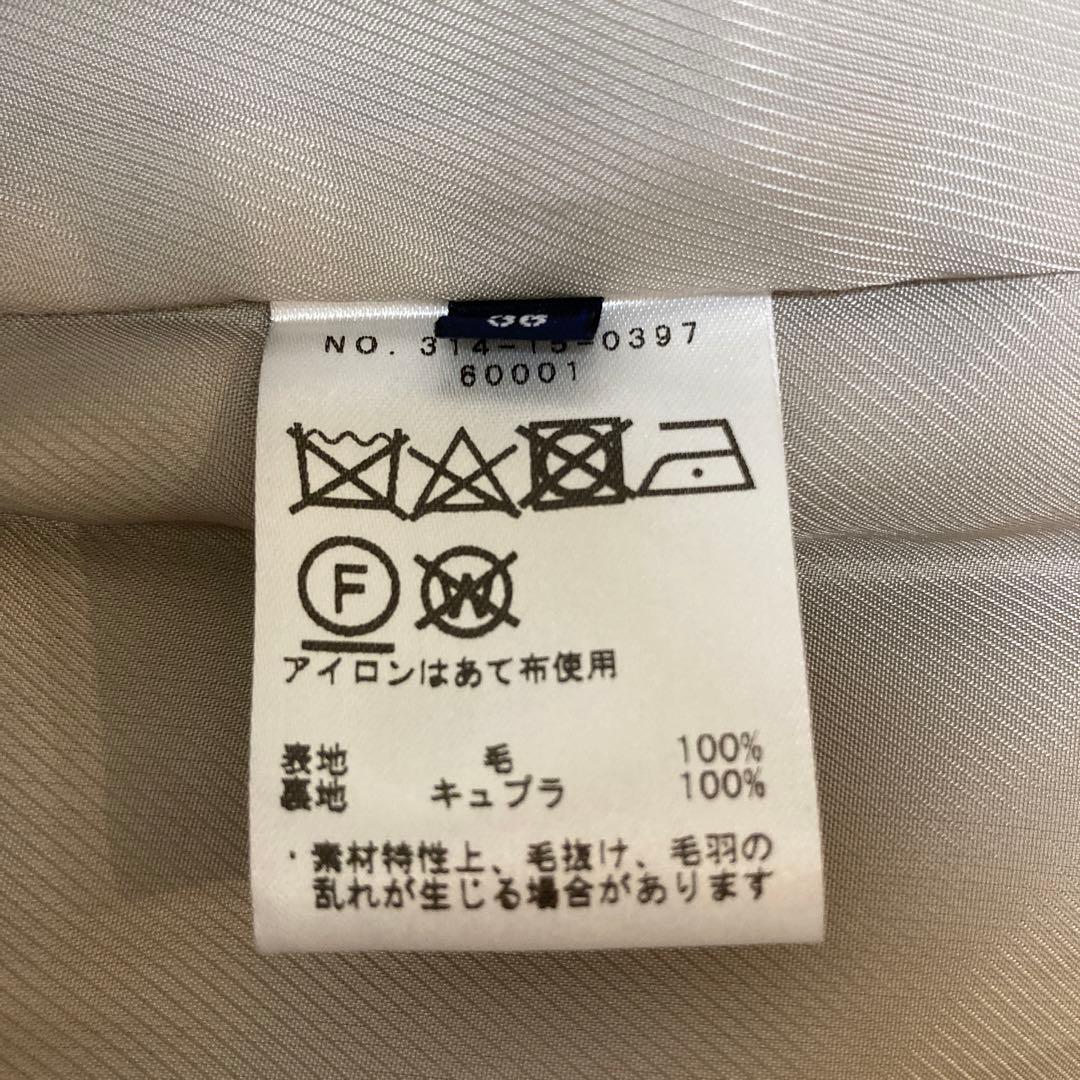 36
NO. 314-15-0397
60001
F W
アイロンはあて布使用
表地 毛 100%
裏地 キュプラ 100%
・素材特性上、毛抜け、毛羽の
乱れが生じる場合があります